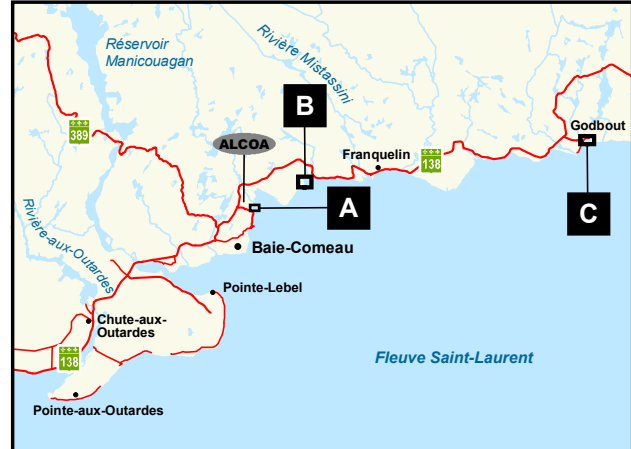 Réservoir
Manicouagan
Rivière Mistassini
B
Godbout
389
ALCOA
Franquelin
138
A
C
Baie-Comeau
Rivière-aux-Outardes
Pointe-Lebel
Chute-aux-
Outardes
138
Fleuve Saint-Laurent
Pointe-aux-Outardes